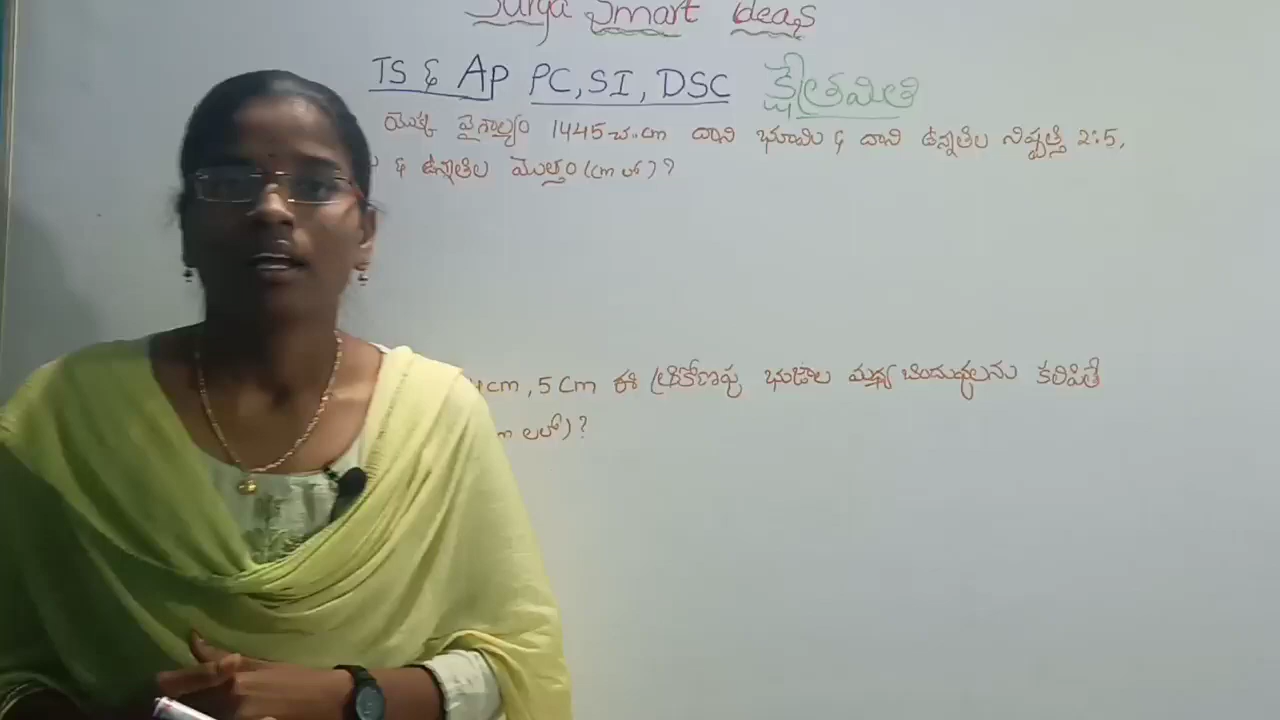 Surya Smart Ideas
TS & AP PC, SI, DSC క్షేత్రమితి
యొక్క వైశాల్యం 1445 చ.cm దాని భూమి & దాని ఉన్నతిల నిష్పత్తి 2:5,
& ఉన్నతిల మొత్తం (cm లో)?
cm, 5 cm ఈ త్రికోణపు భుజాల మధ్య బిందువులను కలిపితే
లలో)?